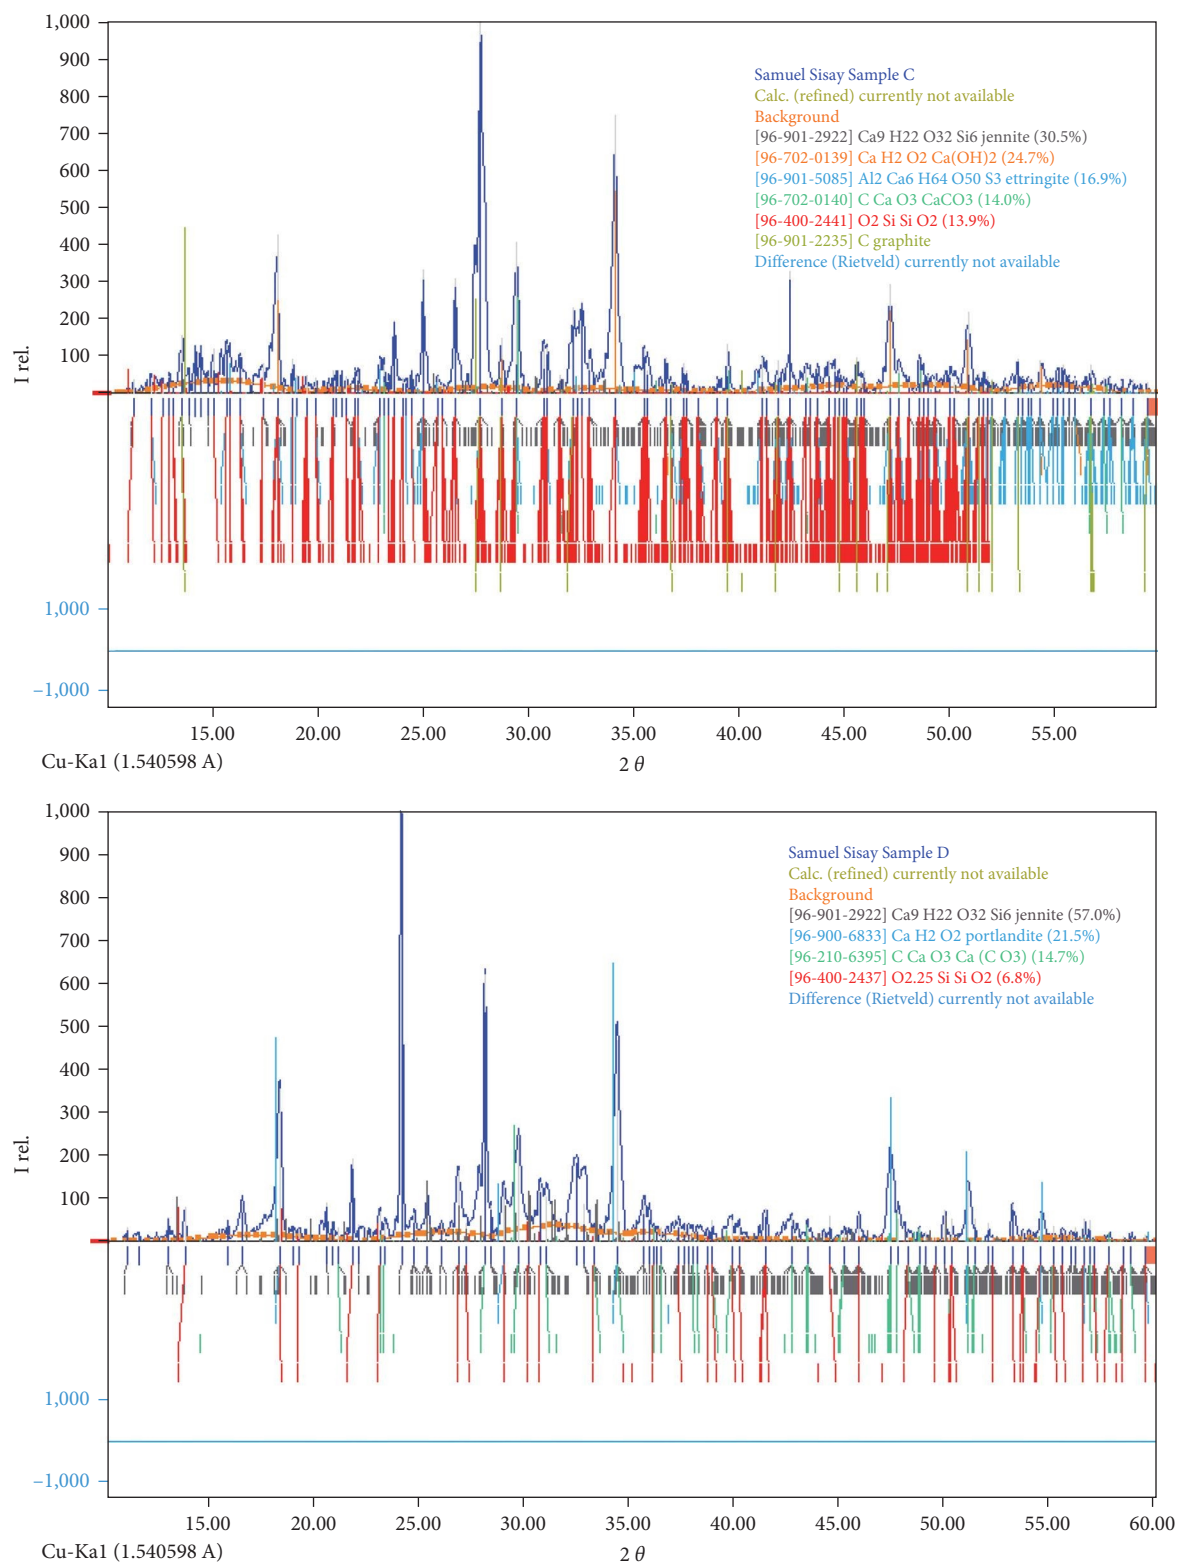 1,000
900
800
700
600
500
400
300
200
100
I rel.
Samuel Sisay Sample C
Calc. (refined) currently not available
Background
[96-901-2922] Ca9 H22 O32 Si6 jennite (30.5%)
[96-702-0139] Ca H2 O2 Ca(OH)2 (24.7%)
[96-901-5085] Al2 Ca6 H64 O50 S3 ettringite (16.9%)
[96-702-0140] C Ca O3 CaCO3 (14.0%)
[96-400-2441] O2 Si Si O2 (13.9%)
[96-901-2235] C graphite
Difference (Rietveld) currently not available
1,000
−1,000
15.00 20.00 25.00 30.00 35.00 40.00 45.00 50.00 55.00
Cu-Ka1 (1.540598 A)
2 θ
1,000
900
800
700
600
500
400
300
200
100
I rel.
Samuel Sisay Sample D
Calc. (refined) currently not available
Background
[96-901-2922] Ca9 H22 O32 Si6 jennite (57.0%)
[96-900-6833] Ca H2 O2 portlandite (21.5%)
[96-210-6395] C Ca O3 Ca (C O3) (14.7%)
[96-400-2437] O2.25 Si Si O2 (6.8%)
Difference (Rietveld) currently not available
1,000
−1,000
15.00 20.00 25.00 30.00 35.00 40.00 45.00 50.00 55.00 60.00
Cu-Ka1 (1.540598 A)
2 θ